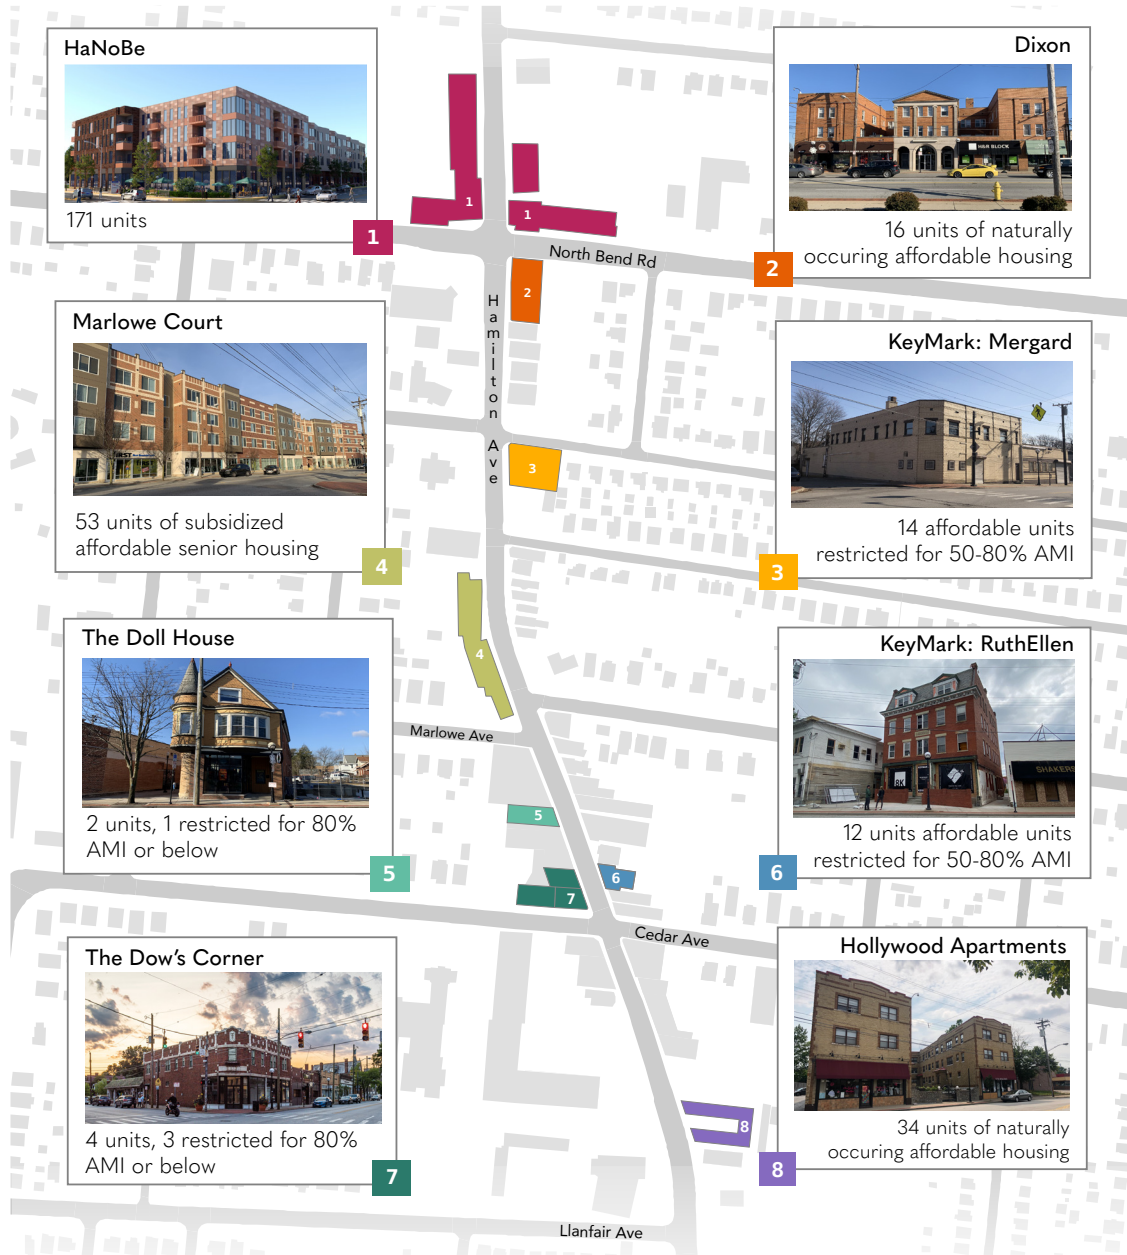 HaNoBe
171 units
1
Dixon
H&R BLOCK
16 units of naturally
occuring affordable housing
2
Marlowe Court
53 units of subsidized
affordable senior housing
4
KeyMark: Mergard
14 affordable units
restricted for 50-80% AMI
3
The Doll House
2 units, 1 restricted for 80%
AMI or below
5
KeyMark: RuthEllen
RK
SHAKERS
12 units affordable units
restricted for 50-80% AMI
6
The Dow's Corner
4 units, 3 restricted for 80%
AMI or below
7
Hollywood Apartments
34 units of naturally
occuring affordable housing
8
1
1
North Bend Rd
2
Hamilton Ave
3
4
Marlowe Ave
5
6
7
Cedar Ave
8
Llanfair Ave